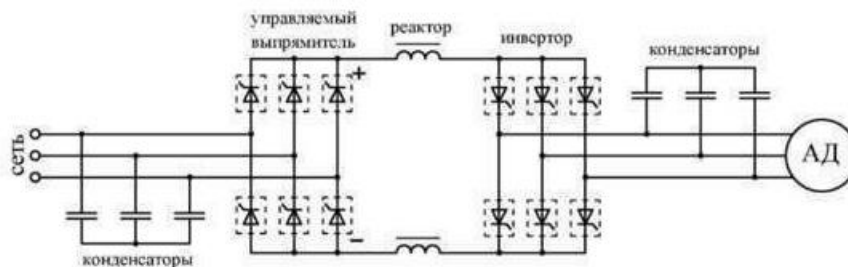 управляемый
выпрямитель
реактор
инвертор
конденсаторы
+
сеть
АД
−
конденсаторы